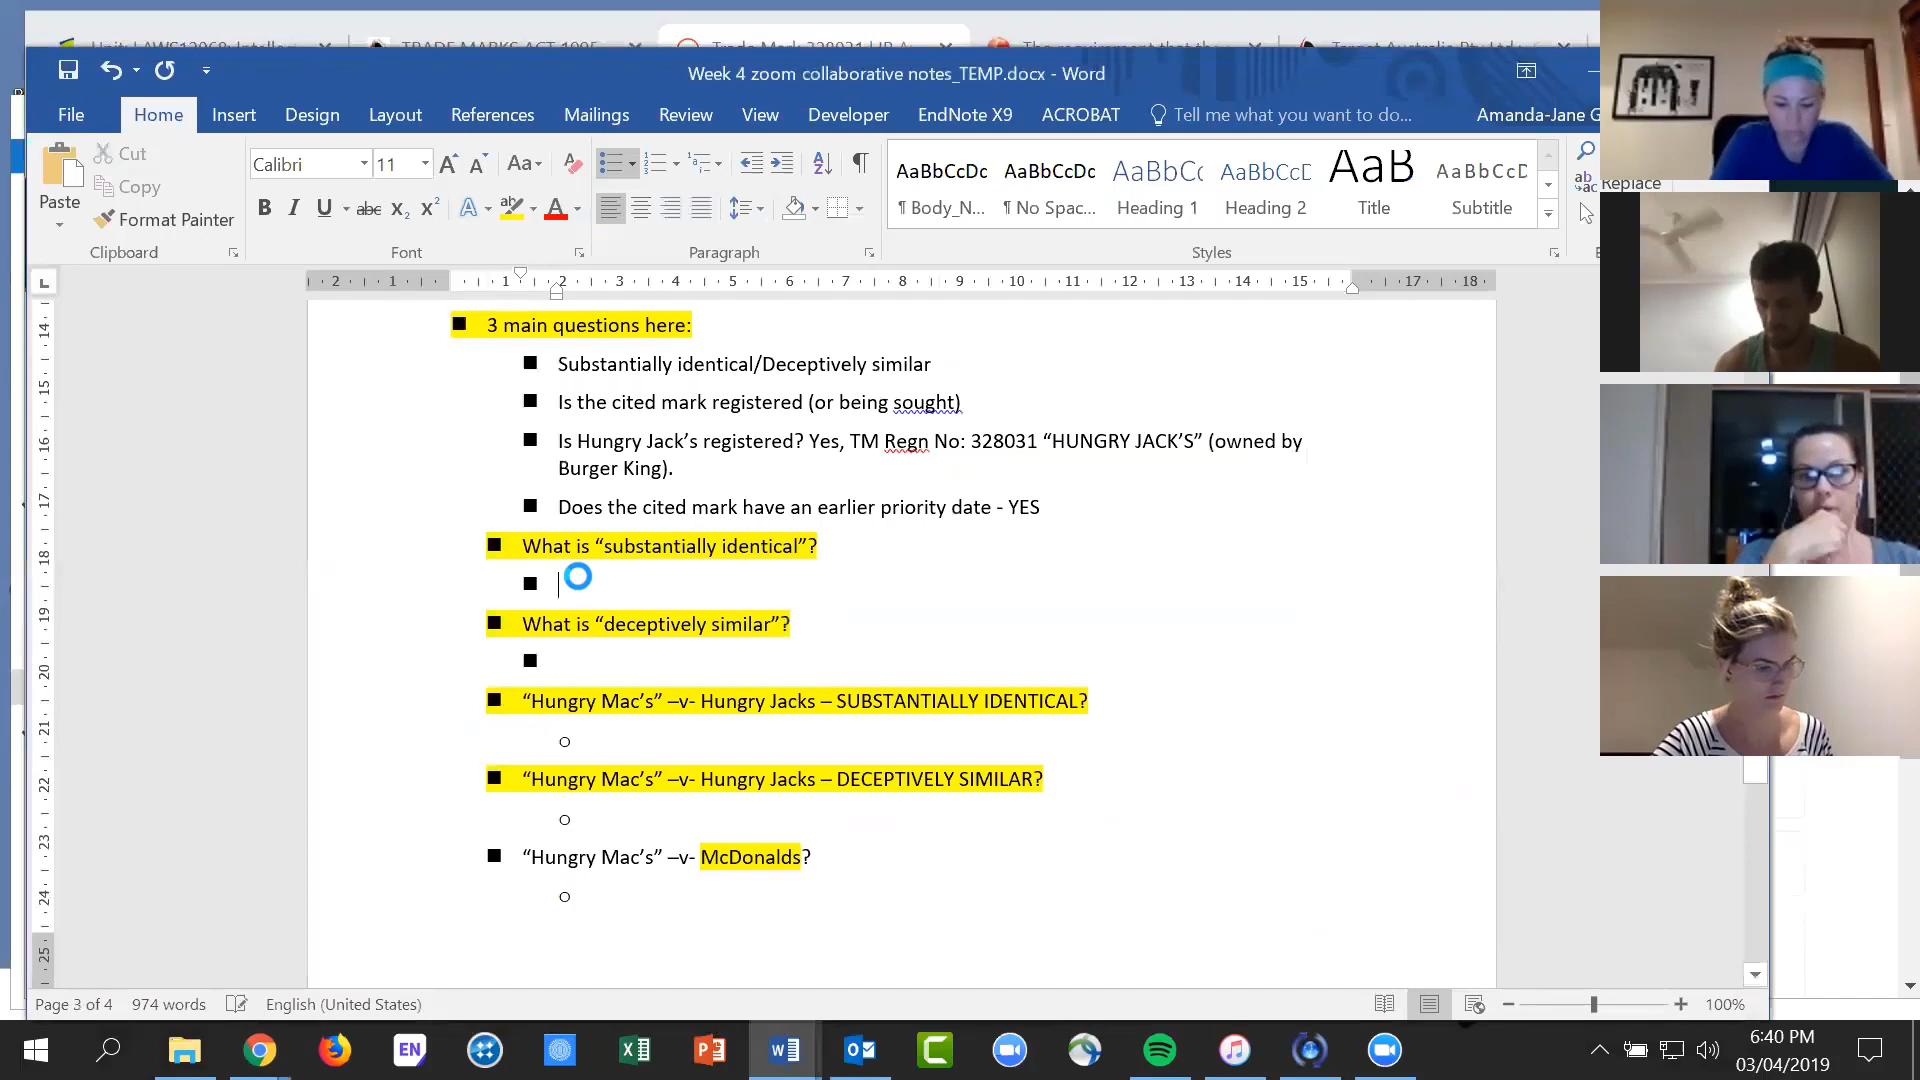 Week 4 zoom collaborative notes_TEMP.docx - Word
File Home Insert Design Layout References Mailings Review View Developer EndNote X9 ACROBAT Tell me what you want to do... Amanda-Jane G
Cut
Copy
Paste
Format Painter
Calibri 11
AaBbCcDc AaBbCcDc AaBbCc AaBbCcD AaB AaBbCcD
¶ Body_N... ¶ No Spac... Heading 1 Heading 2 Title Subtitle
Replace
Clipboard Font Paragraph Styles
3 main questions here:
Substantially identical/Deceptively similar
Is the cited mark registered (or being sought)
Is Hungry Jack’s registered? Yes, TM Regn No: 328031 “HUNGRY JACK’S” (owned by
Burger King).
Does the cited mark have an earlier priority date - YES
What is “substantially identical”?
What is “deceptively similar”?
“Hungry Mac’s” –v- Hungry Jacks – SUBSTANTIALLY IDENTICAL?
“Hungry Mac’s” –v- Hungry Jacks – DECEPTIVELY SIMILAR?
“Hungry Mac’s” –v- McDonalds?
Page 3 of 4 974 words English (United States) 100%
EN
6:40 PM
03/04/2019